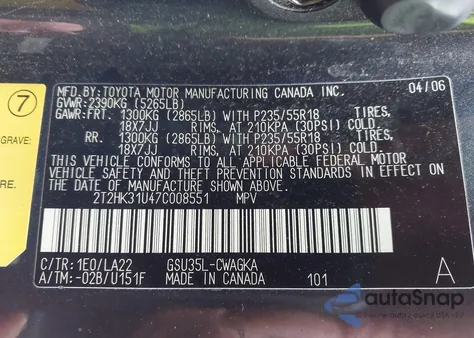 MFD.BY:TOYOTA MOTOR MANUFACTURING CANADA INC. 04/06
GVWR:2390KG (5265LB)
GAWR:FRT. 1300KG (2865LB) WITH P235/55R18 TIRES,
18X7JJ RIMS, AT 210KPA (30PSI) COLD
RR. 1300KG (2865LB) WITH P235/55R18 TIRES,
18X7JJ RIMS, AT 210KPA (30PSI) COLD
THIS VEHICLE CONFORMS TO ALL APPLICABLE FEDERAL MOTOR
VEHICLE SAFETY AND THEFT PREVENTION STANDARDS IN EFFECT ON
THE DATE OF MANUFACTURE SHOWN ABOVE.
2T2HK31U47C008551 MPV
C/TR:1E0/LA22 GSU35L-CWAGKA
A/TM:-02B/U151F MADE IN CANADA 101 A
7
GRAVE:
autoSnap